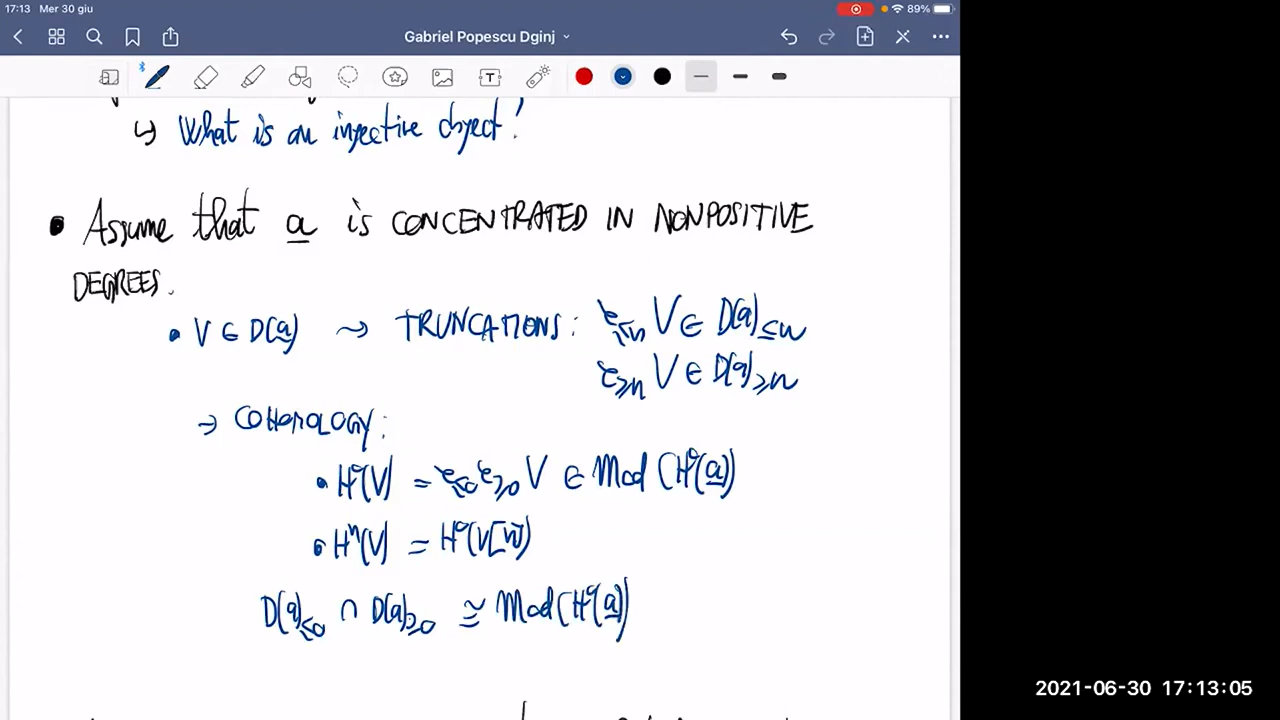 17:13 Mer 30 giu
89%
Gabriel Popescu Dginj
↳ What is an injective object?
• Assume that a̲ is CONCENTRATED IN NONPOSITIVE
DEGREES.
• V ∈ D(a̲) ⇝ TRUNCATIONS: τ≤n V ∈ D(a̲)≤n
τ≥n V ∈ D(a̲)≥n
→ COHOMOLOGY:
• H⁰(V) = τ≤0 τ≥0 V ∈ Mod(H⁰(a̲))
• Hⁿ(V) = H⁰(V[n])
D(a̲)≤0 ∩ D(a̲)≥0 ≅ Mod(H⁰(a̲))
2021-06-30 17:13:05